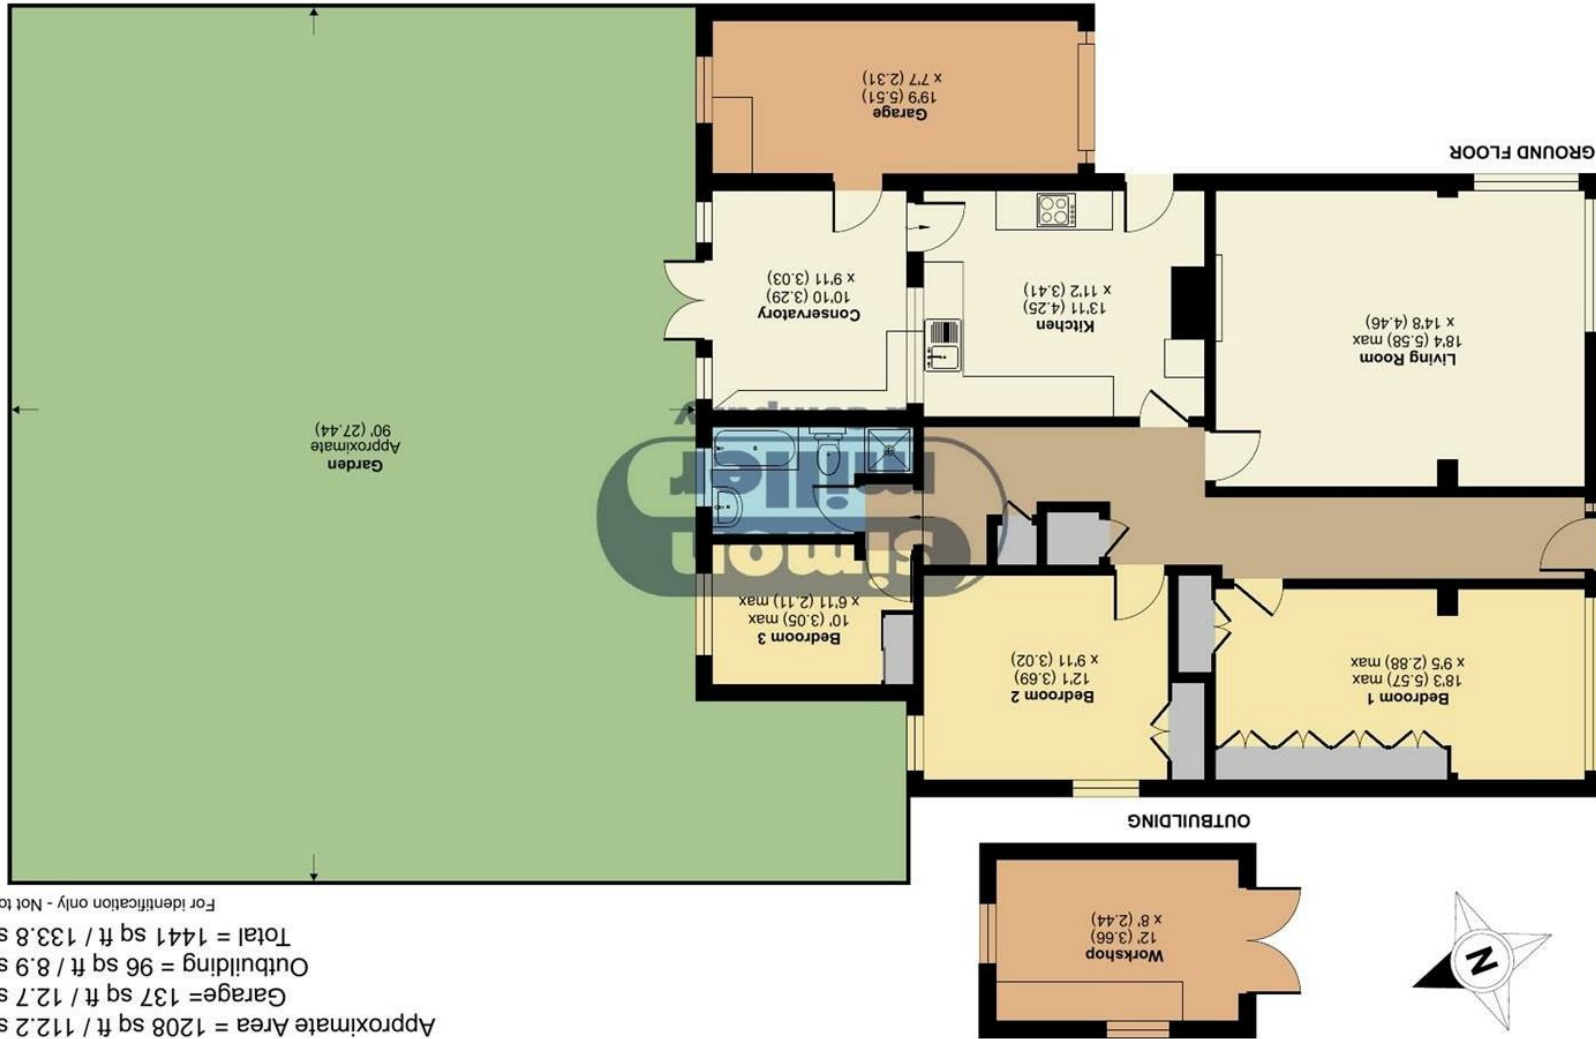 Approximate Area = 1208 sq ft / 112.2 s
Garage= 137 sq ft / 12.7 s
Outbuilding = 96 sq ft / 8.9 s
Total = 1441 sq ft / 133.8 s
For identification only - Not to
N
Workshop
12' (3.66)
x 8' (2.44)
OUTBUILDING
Bedroom 1
18'3 (5.57) max
x 9'5 (2.88) max
Bedroom 2
12'1 (3.69)
x 9'11 (3.02)
Bedroom 3
10' (3.05) max
x 6'11 (2.11) max
simon
miller
& company
Garden
Approximate
90' (27.44)
Living Room
18'4 (5.58) max
x 14'8 (4.46)
Kitchen
13'11 (4.25)
x 11'2 (3.41)
Conservatory
10'10 (3.29)
x 9'11 (3.03)
Garage
19'9 (5.51)
x 7'7 (2.31)
GROUND FLOOR